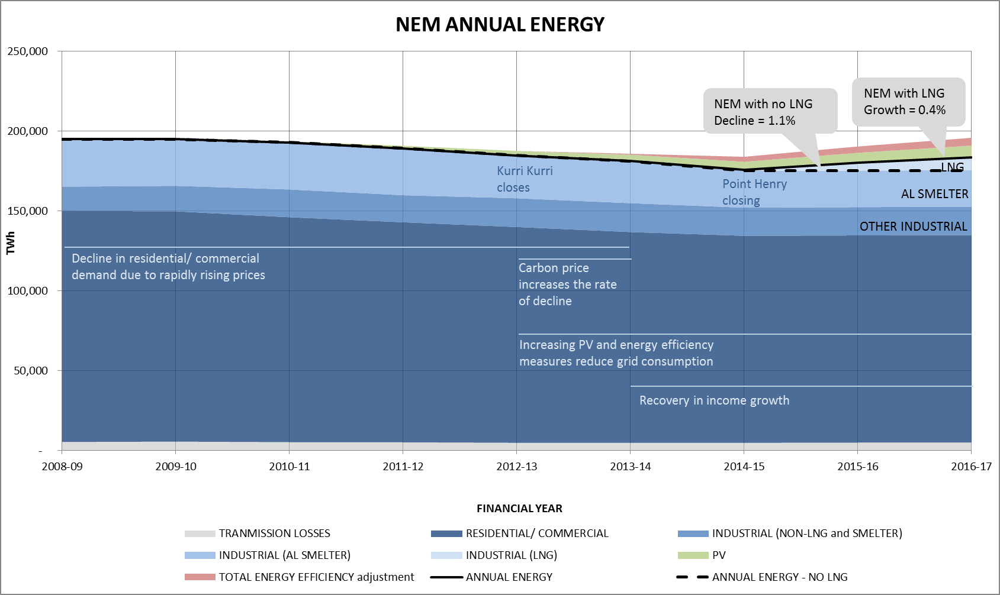 NEM ANNUAL ENERGY
250,000
200,000
150,000
100,000
50,000
-
TWh
NEM with no LNG
Decline = 1.1%
NEM with LNG
Growth = 0.4%
Kurri Kurri
closes
Point Henry
closing
LNG
AL SMELTER
OTHER INDUSTRIAL
Decline in residential/ commercial
demand due to rapidly rising prices
Carbon price
increases the rate
of decline
Increasing PV and energy efficiency
measures reduce grid consumption
Recovery in income growth
2008-09
2009-10
2010-11
2011-12
2012-13
2013-14
2014-15
2015-16
2016-17
FINANCIAL YEAR
TRANMISSION LOSSES
RESIDENTIAL/ COMMERCIAL
INDUSTRIAL (NON-LNG and SMELTER)
INDUSTRIAL (AL SMELTER)
INDUSTRIAL (LNG)
PV
TOTAL ENERGY EFFICIENCY adjustment
ANNUAL ENERGY
ANNUAL ENERGY - NO LNG